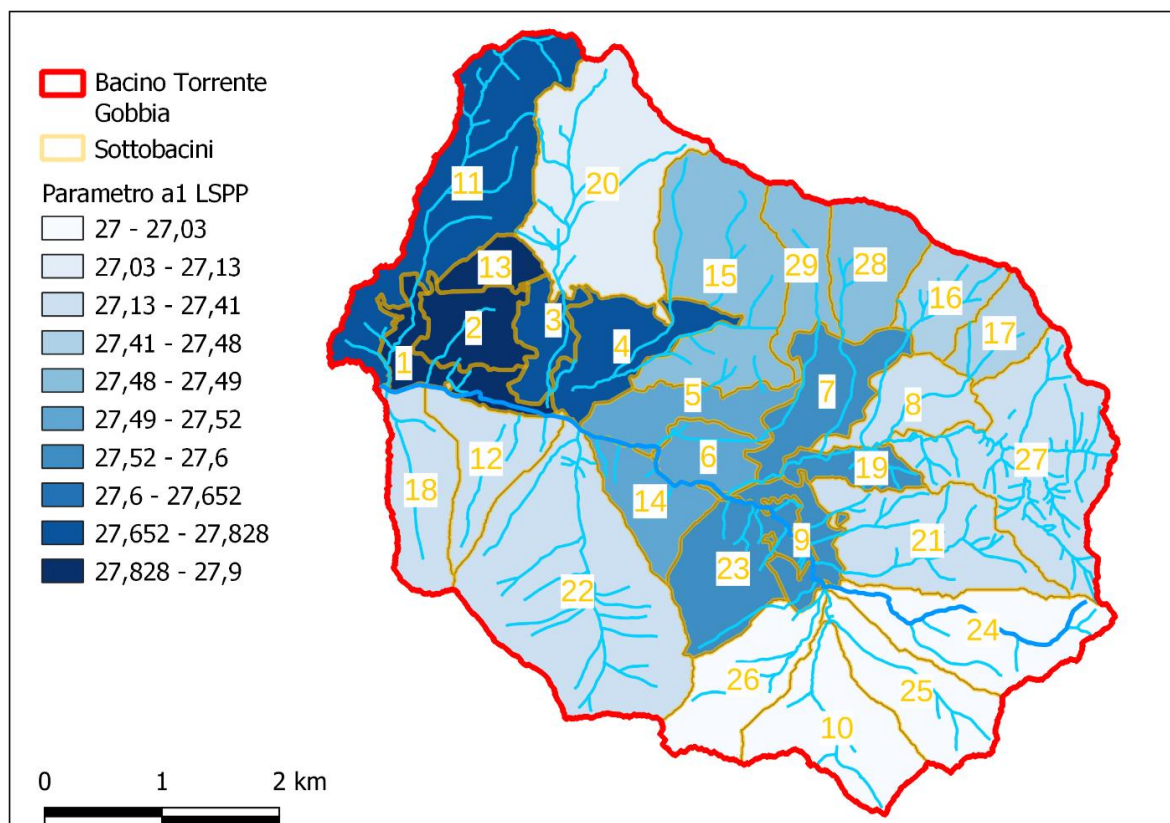 Bacino Torrente
Gobbia
Sottobacini
Parametro a1 LSPP
27 - 27,03
27,03 - 27,13
27,13 - 27,41
27,41 - 27,48
27,48 - 27,49
27,49 - 27,52
27,52 - 27,6
27,6 - 27,652
27,652 - 27,828
27,828 - 27,9
11
20
13
15
29
28
16
17
3
2
4
1
5
7
8
12
6
19
27
18
14
9
21
23
22
24
26
25
10
0 1 2 km